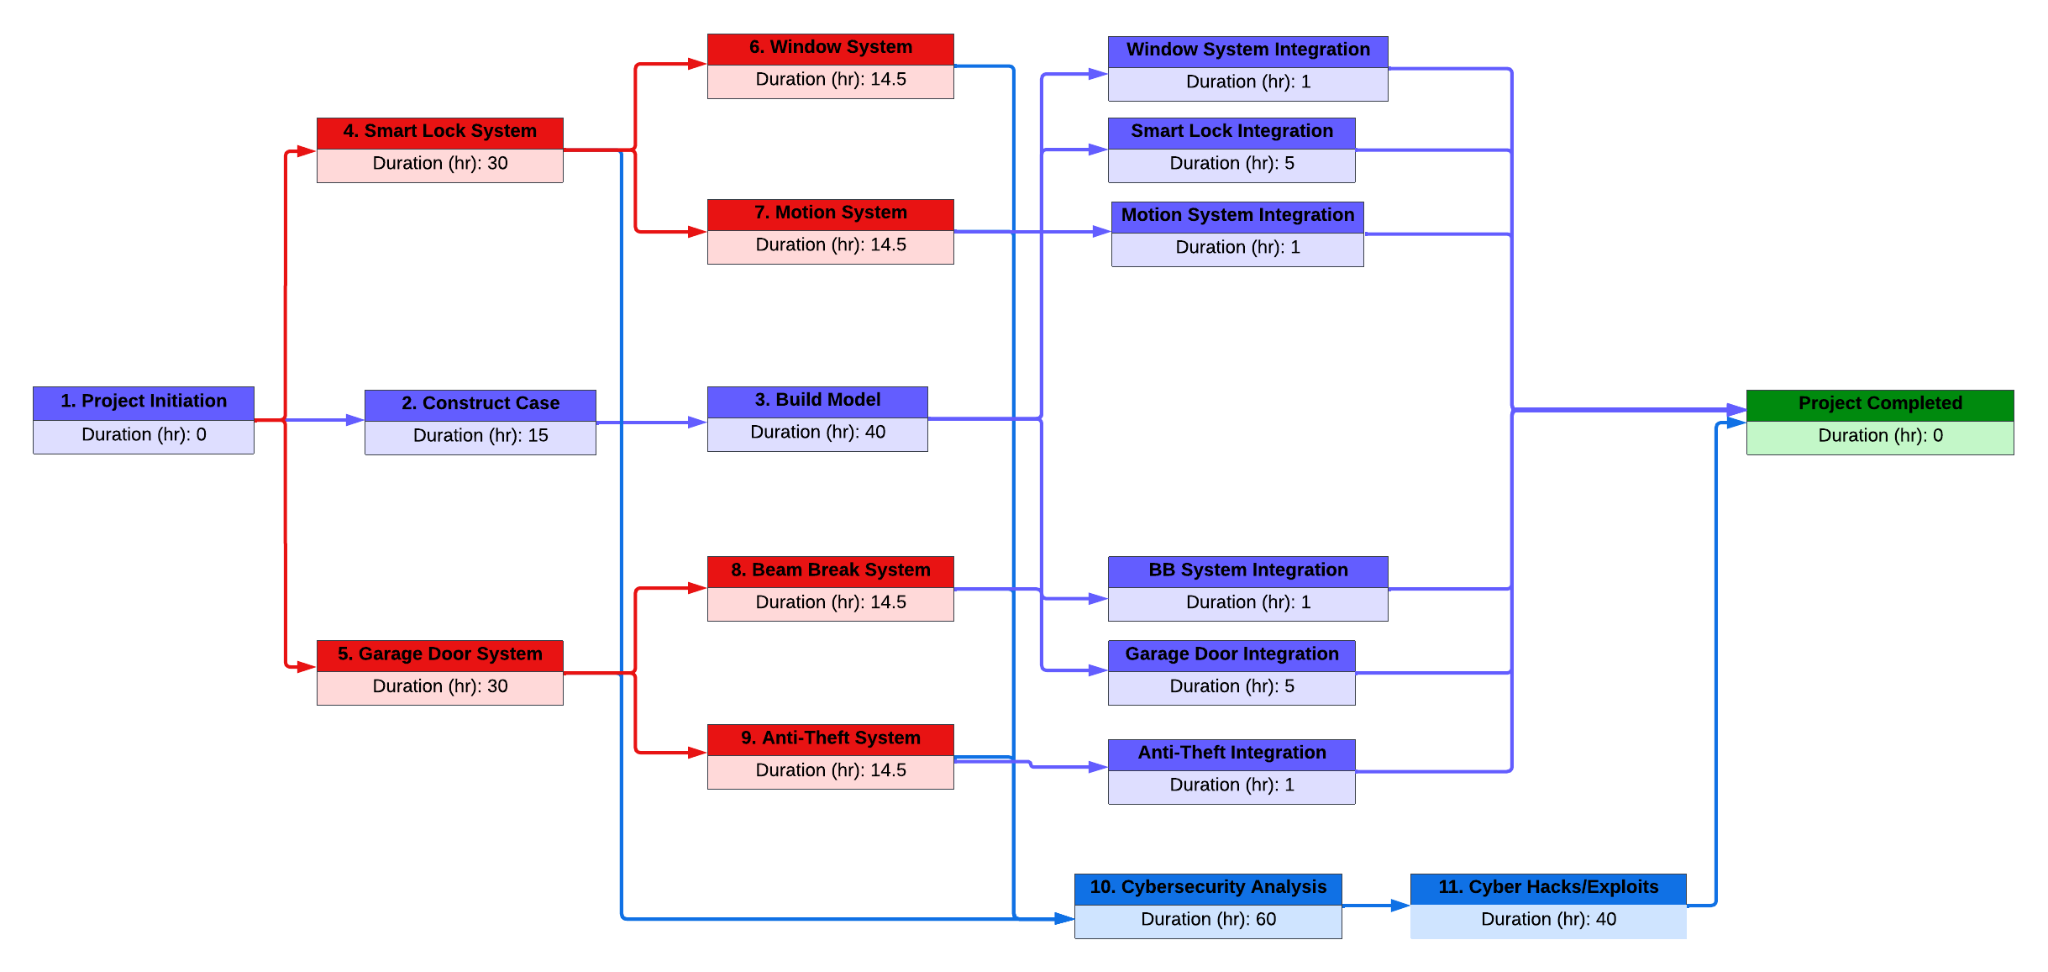 1. Project Initiation
Duration (hr): 0
4. Smart Lock System
Duration (hr): 30
2. Construct Case
Duration (hr): 15
5. Garage Door System
Duration (hr): 30
6. Window System
Duration (hr): 14.5
7. Motion System
Duration (hr): 14.5
3. Build Model
Duration (hr): 40
8. Beam Break System
Duration (hr): 14.5
9. Anti-Theft System
Duration (hr): 14.5
Window System Integration
Duration (hr): 1
Smart Lock Integration
Duration (hr): 5
Motion System Integration
Duration (hr): 1
BB System Integration
Duration (hr): 1
Garage Door Integration
Duration (hr): 5
Anti-Theft Integration
Duration (hr): 1
10. Cybersecurity Analysis
Duration (hr): 60
11. Cyber Hacks/Exploits
Duration (hr): 40
Project Completed
Duration (hr): 0